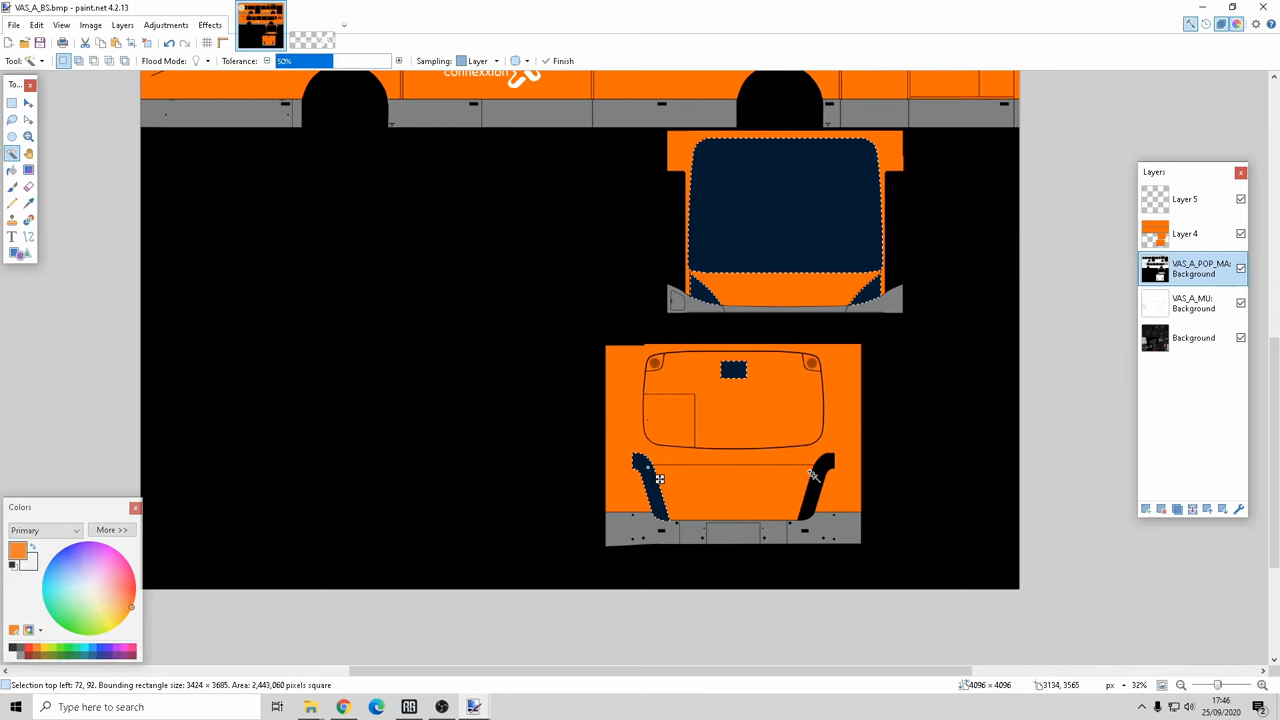 VAS_A_BS.bmp - paint.net 4.2.13
File Edit View Image Layers Adjustments Effects
Tool: Flood Mode: Tolerance: 50% Sampling: Layer Finish
To...
connexxion
Layers
Layer 5
Layer 4
VAS_A_POP_MA:
Background
VAS_A_MU:
Background
Background
Colors
Primary More >>
Selection top left: 72, 92. Bounding rectangle size: 3424 × 3685. Area: 2,443,060 pixels square
4096 × 4096 3134, 3565 px 32%
Type here to search
17:46
25/09/2020
2